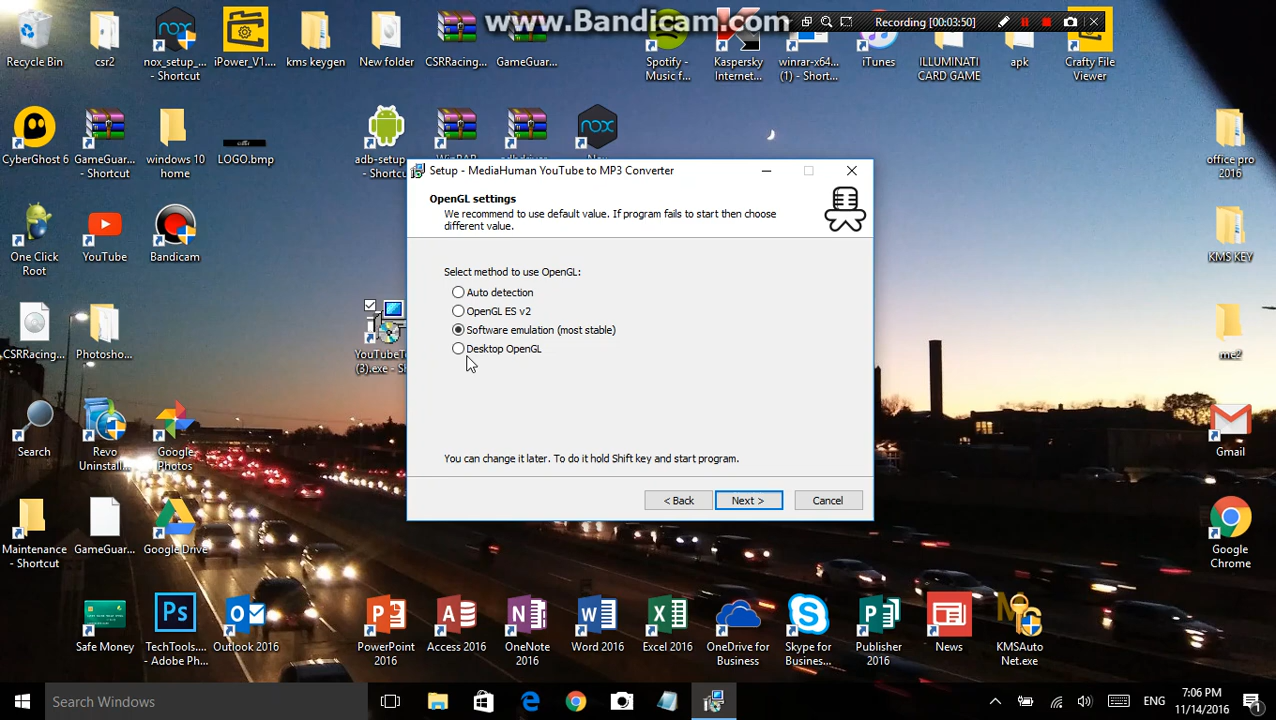 www.Bandicam.com
Recording [00:03:50]
Recycle Bin
csr2
nox_setup_...
- Shortcut
iPower_V1....
kms keygen
New folder
CSRRacing...
GameGuar...
Spotify -
Music f...
Kaspersky
Internet...
winrar-x64...
(1) - Short...
iTunes
ILLUMINATI
CARD GAME
apk
Crafty File
Viewer
CyberGhost 6
GameGuar...
- Shortcut
windows 10
home
LOGO.bmp
adb-setup...
nox
office pro
2016
One Click
Root
YouTube
Bandicam
KMS KEY
Setup - MediaHuman YouTube to MP3 Converter
OpenGL settings
We recommend to use default value. If program fails to start then choose
different value.
Select method to use OpenGL:
Auto detection
OpenGL ES v2
Software emulation (most stable)
Desktop OpenGL
You can change it later. To do it hold Shift key and start program.
< Back
Next >
Cancel
CSRRacing...
Photosho...
YouTubeT...
(3).exe - S...
me2
Search
Revo
Uninstall...
Google
Photos
Gmail
Maintenance
- Shortcut
GameGuar...
Google Drive
Google
Chrome
Safe Money
Ps
TechTools....
- Adobe Ph...
Outlook 2016
PowerPoint
2016
Access 2016
OneNote
2016
Word 2016
Excel 2016
OneDrive for
Business
Skype for
Busines...
Publisher
2016
News
KMSAuto
Net.exe
Search Windows
ENG
7:06 PM
11/14/2016